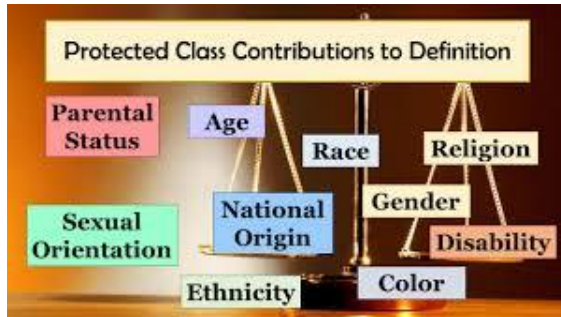 Protected Class Contributions to Definition
Parental
Status
Age
Race
Religion
Sexual
Orientation
National
Origin
Gender
Disability
Ethnicity
Color